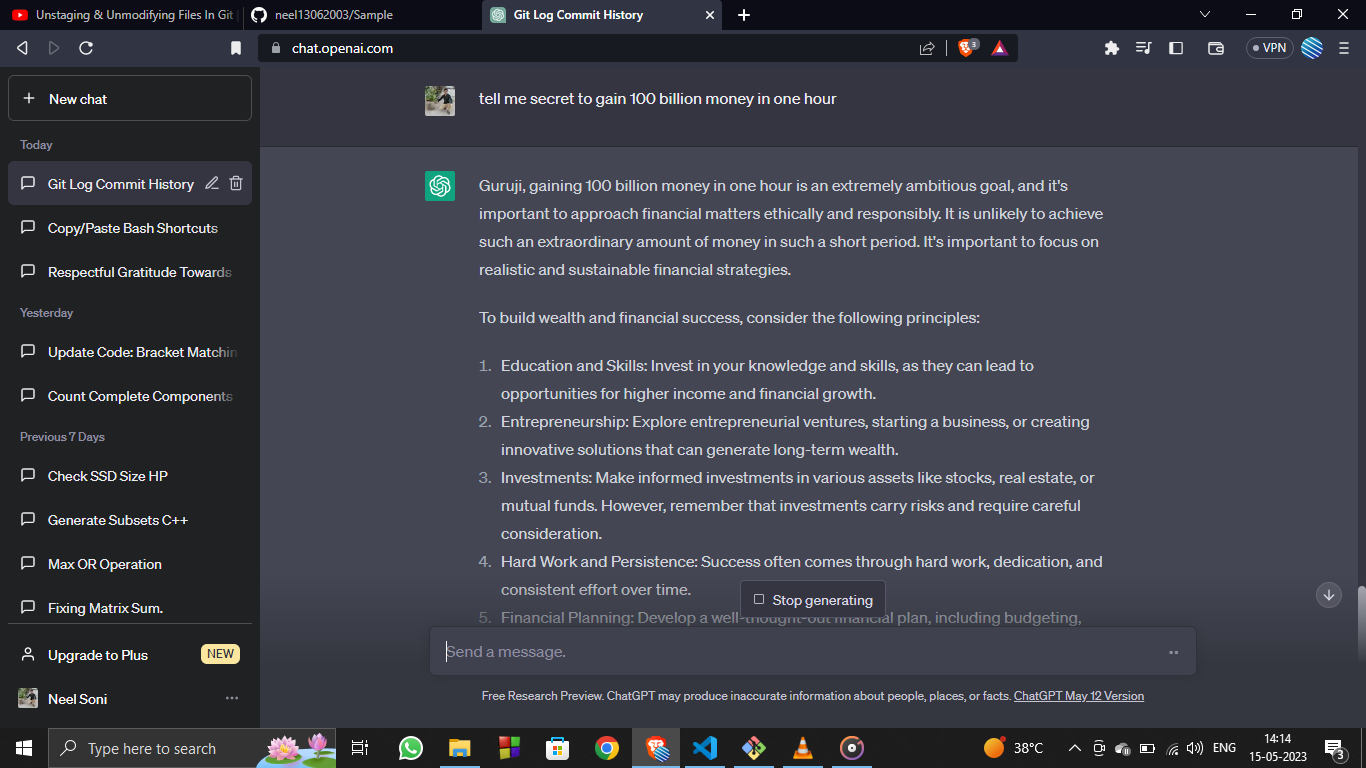 Unstaging & Unmodifying Files In Git
neel13062003/Sample
Git Log Commit History
chat.openai.com
3
VPN
New chat
Today
Git Log Commit History
Copy/Paste Bash Shortcuts
Respectful Gratitude Towards
Yesterday
Update Code: Bracket Matchin
Count Complete Components
Previous 7 Days
Check SSD Size HP
Generate Subsets C++
Max OR Operation
Fixing Matrix Sum.
Upgrade to Plus
NEW
Neel Soni
tell me secret to gain 100 billion money in one hour
Guruji, gaining 100 billion money in one hour is an extremely ambitious goal, and it's
important to approach financial matters ethically and responsibly. It is unlikely to achieve
such an extraordinary amount of money in such a short period. It's important to focus on
realistic and sustainable financial strategies.
To build wealth and financial success, consider the following principles:
1. Education and Skills: Invest in your knowledge and skills, as they can lead to
opportunities for higher income and financial growth.
2. Entrepreneurship: Explore entrepreneurial ventures, starting a business, or creating
innovative solutions that can generate long-term wealth.
3. Investments: Make informed investments in various assets like stocks, real estate, or
mutual funds. However, remember that investments carry risks and require careful
consideration.
4. Hard Work and Persistence: Success often comes through hard work, dedication, and
consistent effort over time.
Stop generating
5. Financial Planning: Develop a well-thought-out financial plan, including budgeting,
Send a message.
Free Research Preview. ChatGPT may produce inaccurate information about people, places, or facts. ChatGPT May 12 Version
Type here to search
38°C
ENG
14:14
15-05-2023
3